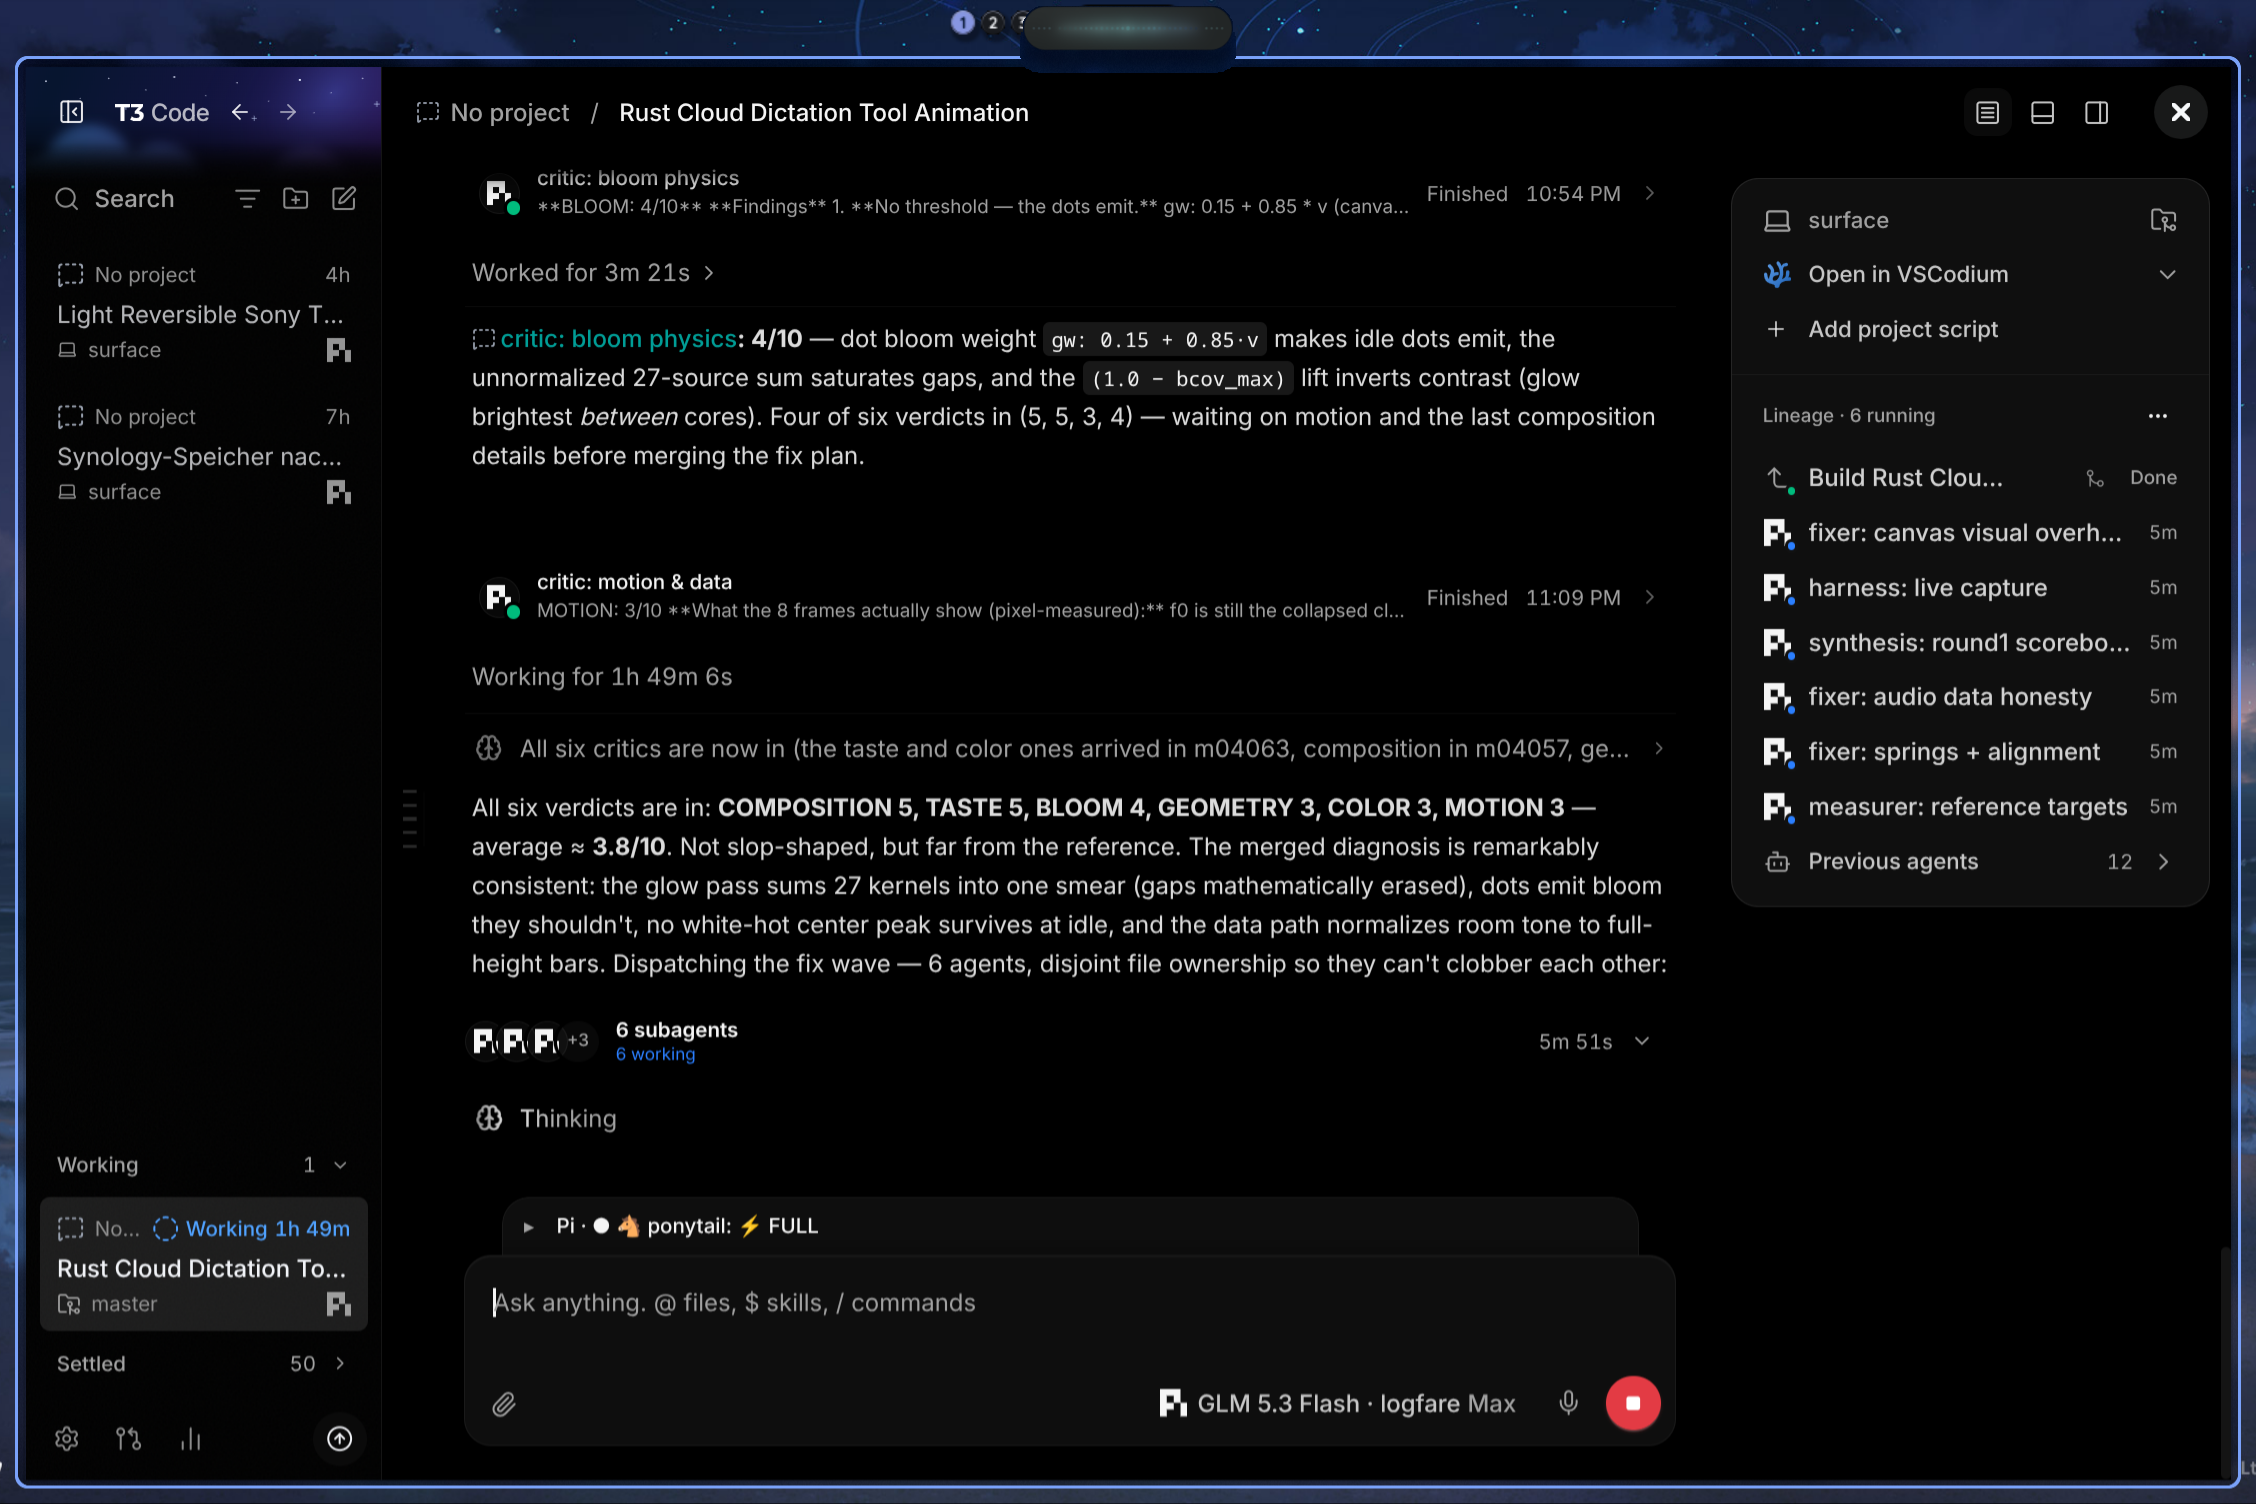 1 2 3
T3 Code
No project / Rust Cloud Dictation Tool Animation
Search
No project 4h
Light Reversible Sony T...
surface
No project 7h
Synology-Speicher nac...
surface
Working 1
No... Working 1h 49m
Rust Cloud Dictation To...
master
Settled 50
critic: bloom physics
**BLOOM: 4/10** **Findings** 1. **No threshold — the dots emit.** gw: 0.15 + 0.85 * v (canva...
Finished 10:54 PM
Worked for 3m 21s
critic: bloom physics: 4/10 — dot bloom weight gw: 0.15 + 0.85·v makes idle dots emit, the
unnormalized 27-source sum saturates gaps, and the (1.0 − bcov_max) lift inverts contrast (glow
brightest between cores). Four of six verdicts in (5, 5, 3, 4) — waiting on motion and the last composition
details before merging the fix plan.
critic: motion & data
MOTION: 3/10 **What the 8 frames actually show (pixel-measured):** f0 is still the collapsed cl...
Finished 11:09 PM
Working for 1h 49m 6s
All six critics are now in (the taste and color ones arrived in m04063, composition in m04057, ge...
All six verdicts are in: COMPOSITION 5, TASTE 5, BLOOM 4, GEOMETRY 3, COLOR 3, MOTION 3 —
average ≈ 3.8/10. Not slop-shaped, but far from the reference. The merged diagnosis is remarkably
consistent: the glow pass sums 27 kernels into one smear (gaps mathematically erased), dots emit bloom
they shouldn't, no white-hot center peak survives at idle, and the data path normalizes room tone to full-
height bars. Dispatching the fix wave — 6 agents, disjoint file ownership so they can't clobber each other:
+3
6 subagents
6 working
5m 51s
Thinking
Pi · ● 🐴 ponytail: ⚡ FULL
Ask anything. @ files, $ skills, / commands
GLM 5.3 Flash · logfare Max
surface
Open in VSCodium
Add project script
Lineage · 6 running
Build Rust Clou... Done
fixer: canvas visual overh... 5m
harness: live capture 5m
synthesis: round1 scorebo... 5m
fixer: audio data honesty 5m
fixer: springs + alignment 5m
measurer: reference targets 5m
Previous agents 12